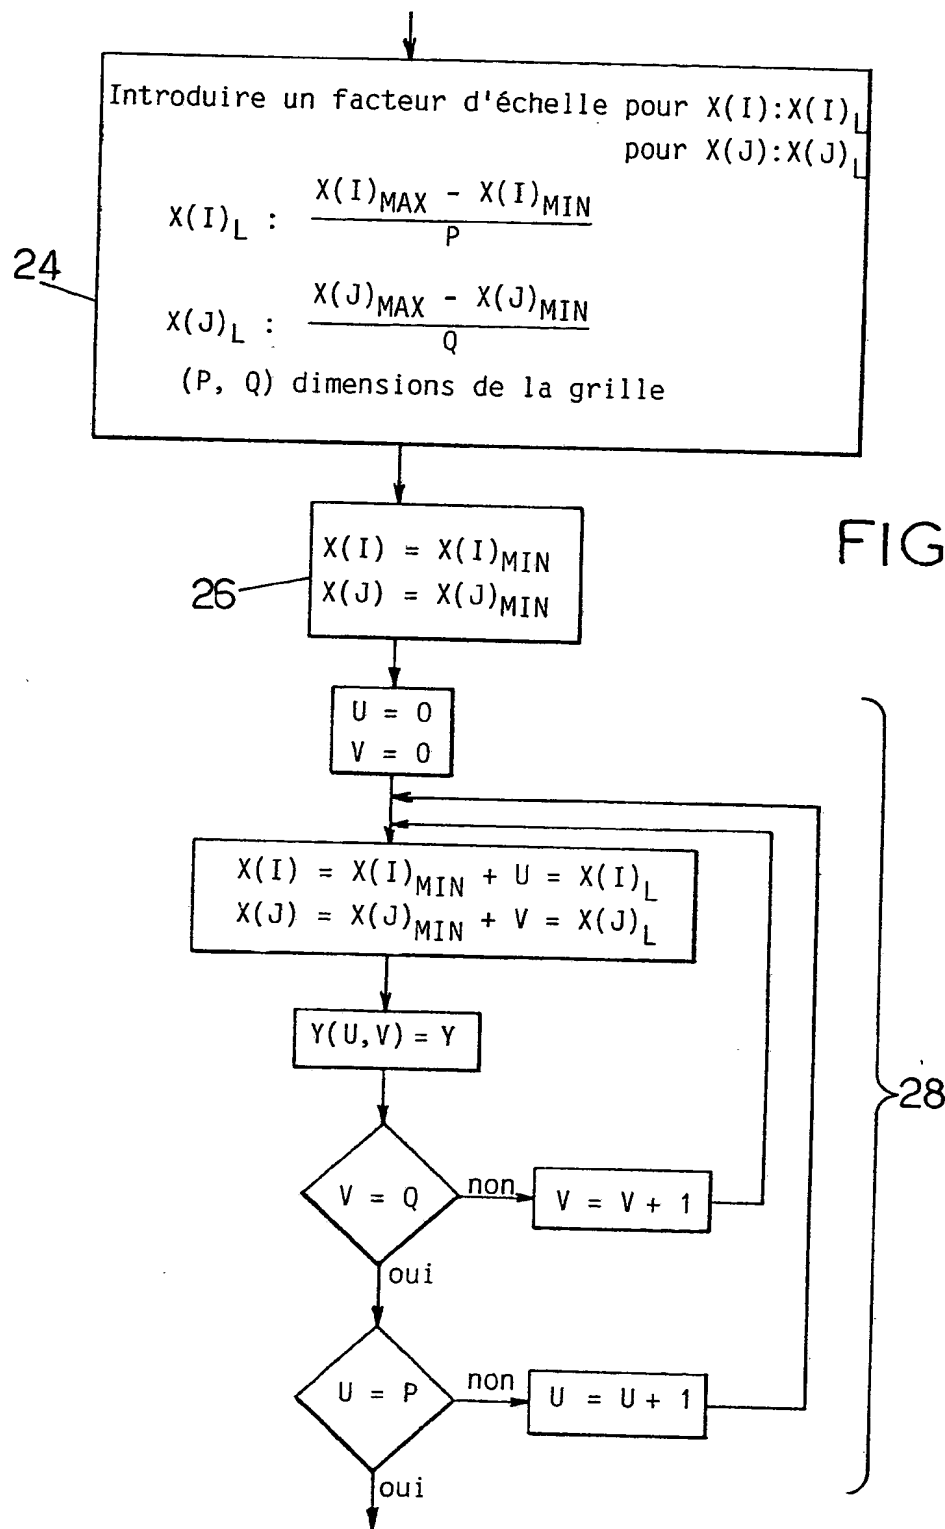 Introduire un facteur d'échelle pour X(I):X(I)L
pour X(J):X(J)L
X(I)L : X(I)MAX - X(I)MIN
P
24
X(J)L : X(J)MAX - X(J)MIN
Q
(P, Q) dimensions de la grille
FIG
X(I) = X(I)MIN
26
X(J) = X(J)MIN
U = 0
V = 0
X(I) = X(I)MIN + U = X(I)L
X(J) = X(J)MIN + V = X(J)L
Y(U,V) = Y
28
V = Q
non
V = V + 1
oui
U = P
non
U = U + 1
oui